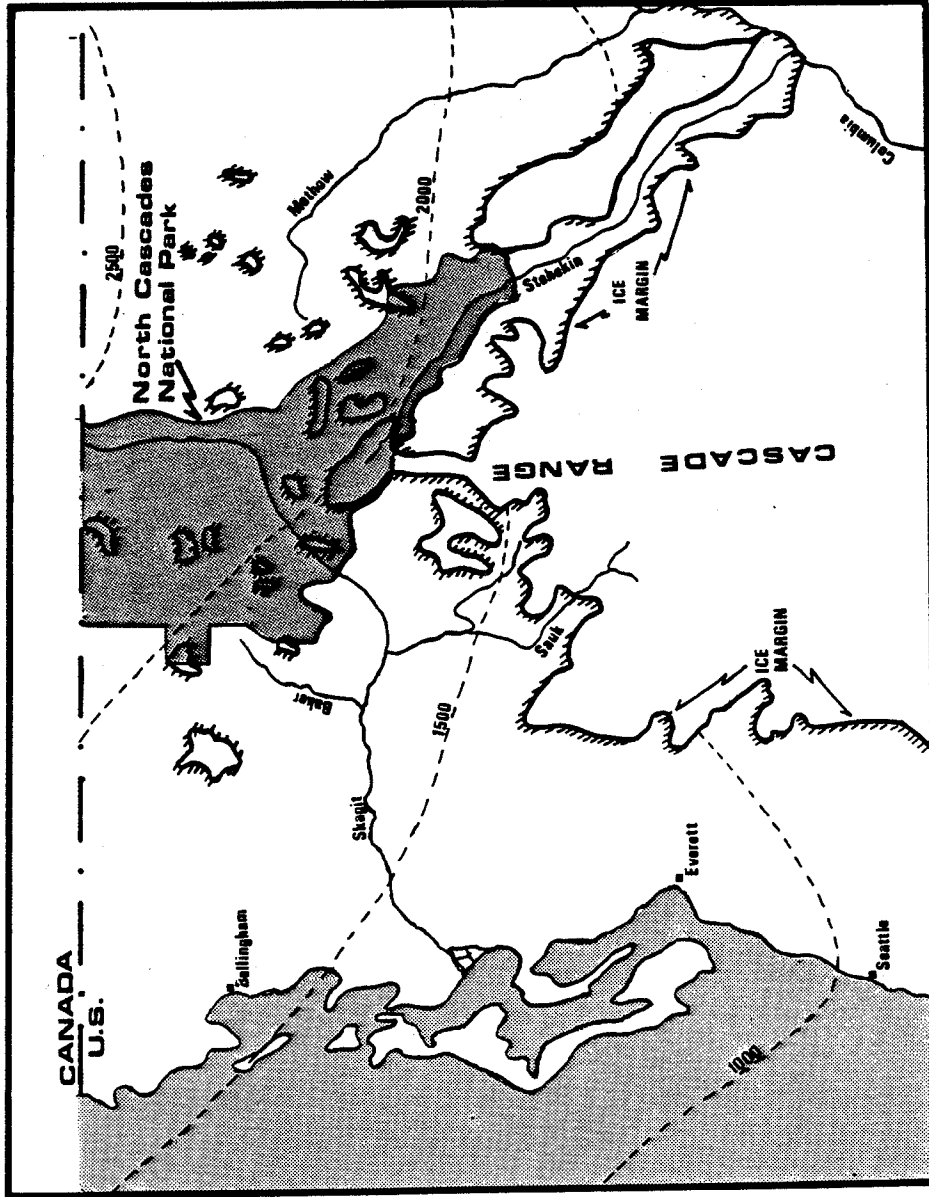 CANADA
U.S.
Bellingham
Skagit
Baker
North Cascades
National Park
2500
Methow
2000
1500
Sauk
Stehekin
ICE
MARGIN
CASCADE RANGE
Columbia
Everett
ICE
MARGIN
1000
Seattle